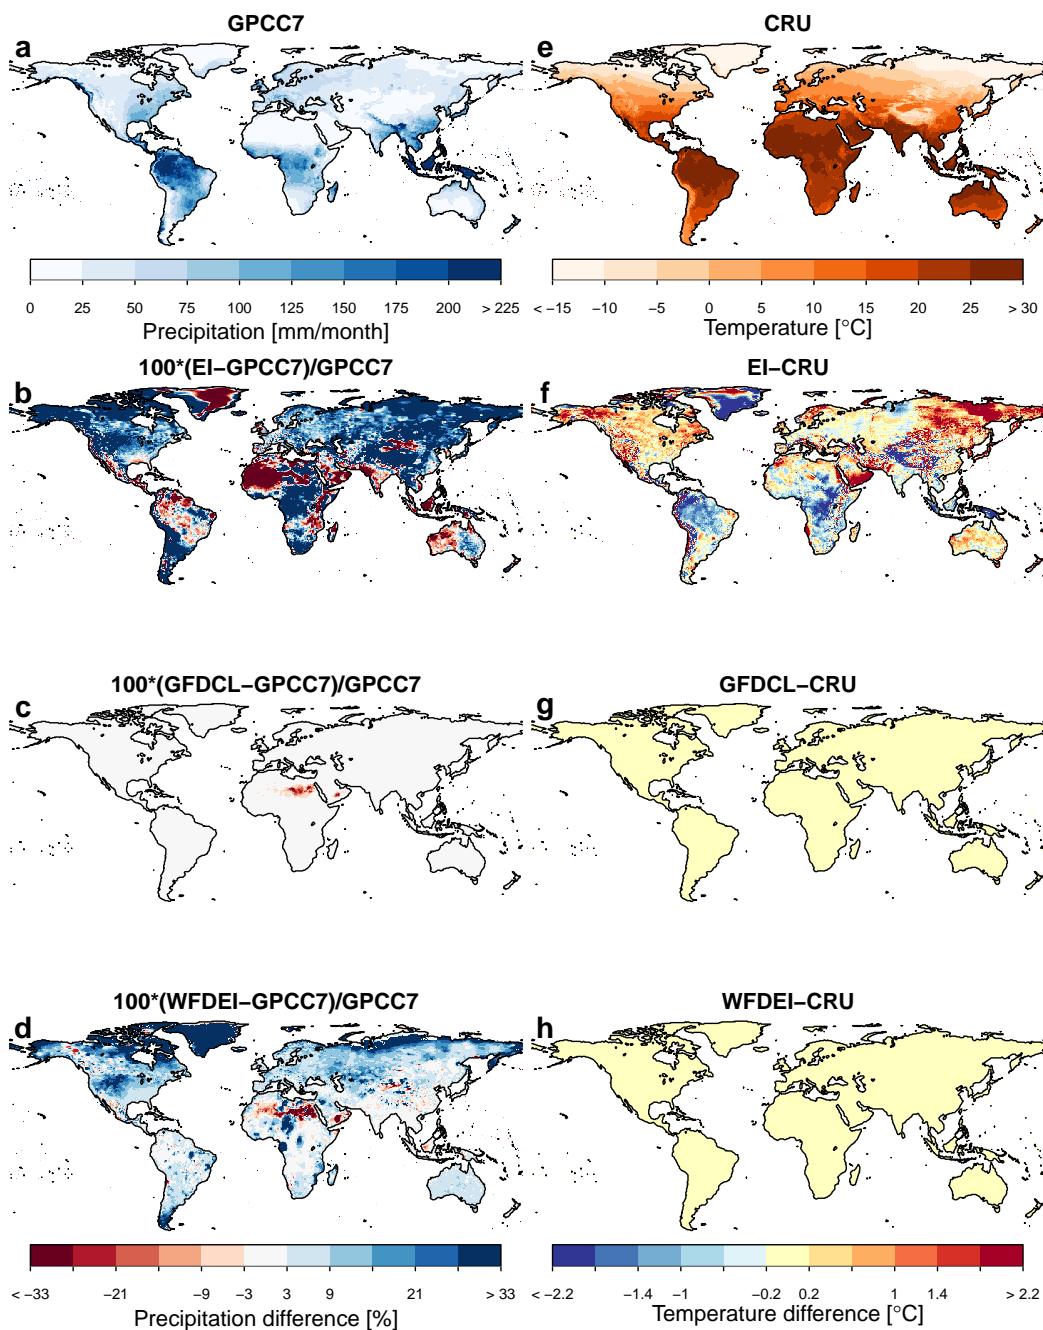 GPCC7
a
0 25 50 75 100 125 150 175 200 > 225
Precipitation [mm/month]
CRU
e
< −15 −10 −5 0 5 10 15 20 25 > 30
Temperature [°C]
100*(EI−GPCC7)/GPCC7
b
EI−CRU
f
100*(GFDCL−GPCC7)/GPCC7
c
GFDCL−CRU
g
100*(WFDEI−GPCC7)/GPCC7
d
< −33 −21 −9 −3 3 9 21 > 33
Precipitation difference [%]
WFDEI−CRU
h
< −2.2 −1.4 −1 −0.2 0.2 1 1.4 > 2.2
Temperature difference [°C]